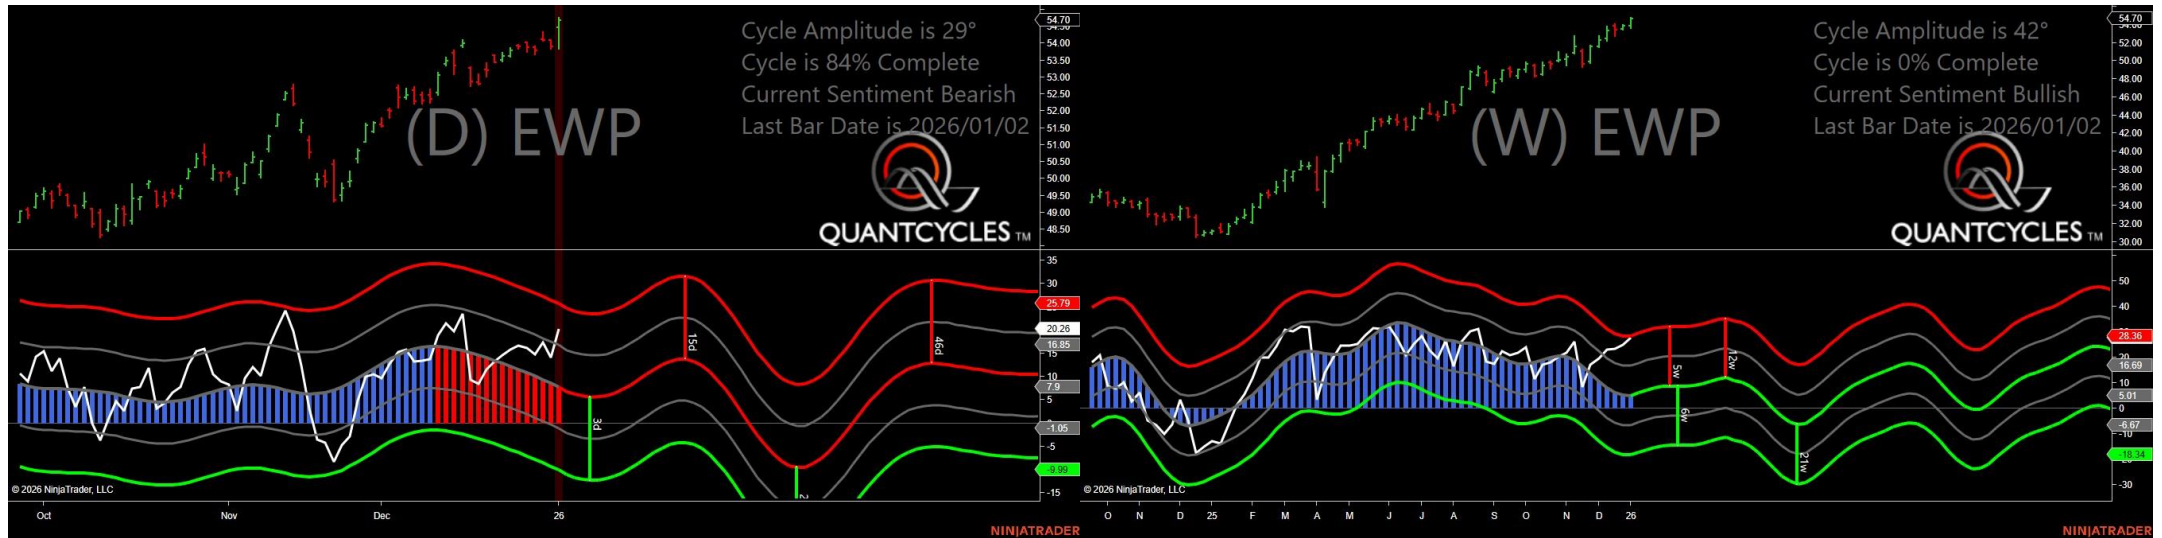 Cycle Amplitude is 29°
Cycle is 84% Complete
Current Sentiment Bearish
Last Bar Date is 2026/01/02
(D) EWP
QUANTCYCLES TM
54.70
54.00
53.50
53.00
52.50
52.00
51.50
51.00
50.50
50.00
49.50
49.00
48.50
35
30
25.79
20.26
16.85
15
10
7.9
5
-1.05
-5
-9.99
-15
3d
15d
2
46d
© 2026 NinjaTrader, LLC
Oct Nov Dec 26
NINJATRADER
Cycle Amplitude is 42°
Cycle is 0% Complete
Current Sentiment Bullish
Last Bar Date is 2026/01/02
(W) EWP
QUANTCYCLES TM
54.70
52.00
50.00
48.00
46.00
44.00
42.00
40.00
38.00
36.00
34.00
32.00
30.00
50
40
28.36
20
16.69
10
5.01
0
-6.67
-10
-18.34
-30
5w
6w
12w
21w
© 2026 NinjaTrader, LLC
O N D 25 F M A M J J A S O N D 26
NINJATRADER